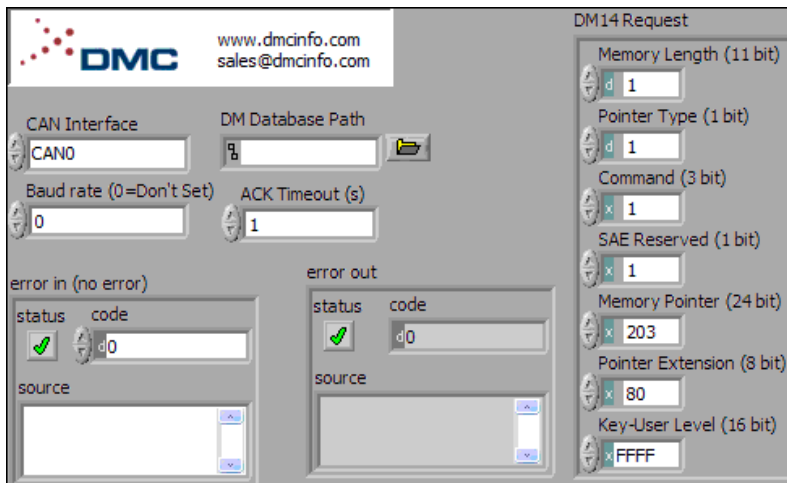 DMC
www.dmcinfo.com
sales@dmcinfo.com
CAN Interface
CAN0
DM Database Path
Baud rate (0=Don't Set)
0
ACK Timeout (s)
1
error in (no error)
status
code
d 0
source
error out
status
code
d 0
source
DM14 Request
Memory Length (11 bit)
d 1
Pointer Type (1 bit)
d 1
Command (3 bit)
x 1
SAE Reserved (1 bit)
x 1
Memory Pointer (24 bit)
x 203
Pointer Extension (8 bit)
x 80
Key-User Level (16 bit)
x FFFF